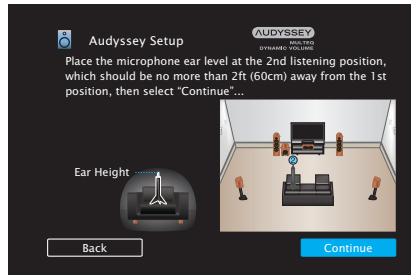 Audyssey Setup
AUDYSSEY
MULTEQ
DYNAMIC VOLUME
Place the microphone ear level at the 2nd listening position,
which should be no more than 2ft (60cm) away from the 1st
position, then select “Continue”...
2
Ear Height
Back
Continue